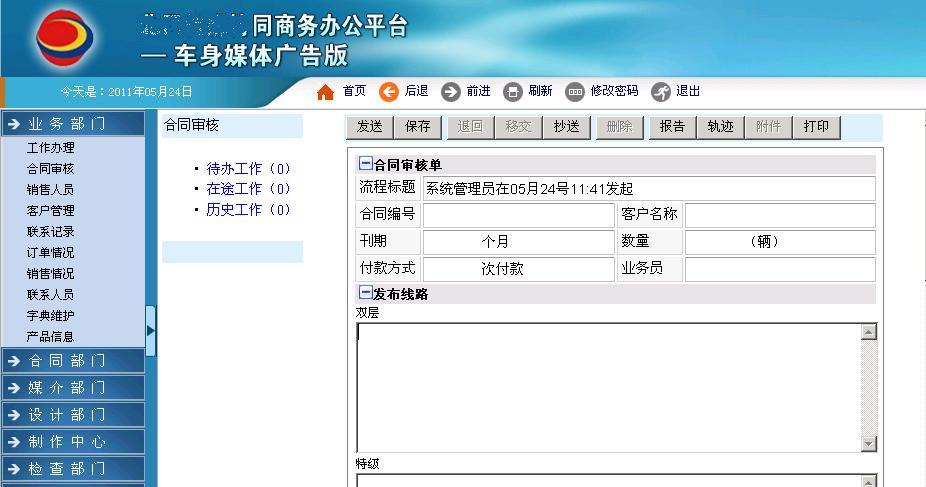 同商务办公平台
— 车身媒体广告版
今天是：2011年05月24日
首页 后退 前进 刷新 修改密码 退出
业务部门
工作办理
合同审核
销售人员
客户管理
联系记录
订单情况
销售情况
联系人员
字典维护
产品信息
合同部门
媒介部门
设计部门
制作中心
检查部门
合同审核
· 待办工作（0）
· 在途工作（0）
· 历史工作（0）
发送 保存 退回 移交 抄送 删除 报告 轨迹 附件 打印
合同审核单
流程标题 系统管理员在05月24号11:41发起
合同编号 客户名称
刊期 个月 数量 （辆）
付款方式 次付款 业务员
发布线路
双层
特级